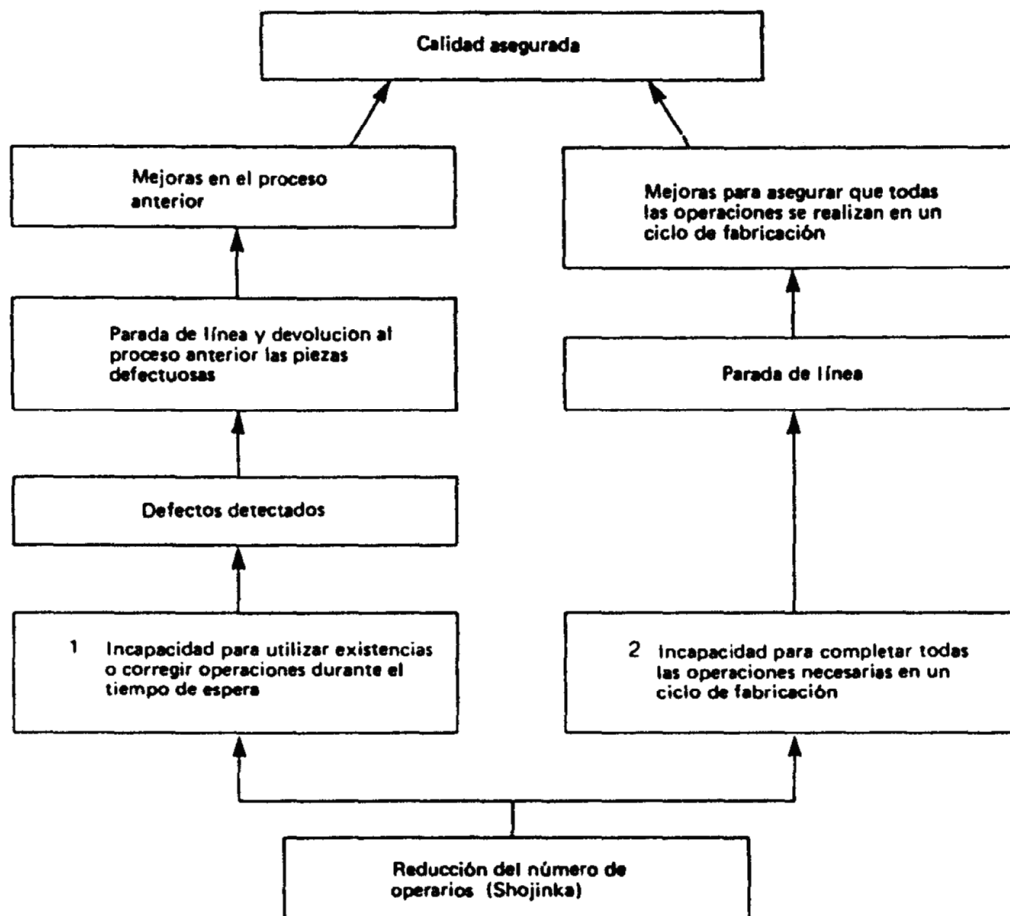 Calidad asegurada
Mejoras en el proceso
anterior
Mejoras para asegurar que todas
las operaciones se realizan en un
ciclo de fabricación
Parada de línea y devolucion al
proceso anterior las piezas
defectuosas
Parada de línea
Defectos detectados
1 Incapacidad para utilizar existencias
o corregir operaciones durante el
tiempo de espera
2 Incapacidad para completar todas
las operaciones necesarias en un
ciclo de fabricación
Reducción del número de
operarios (Shojinka)